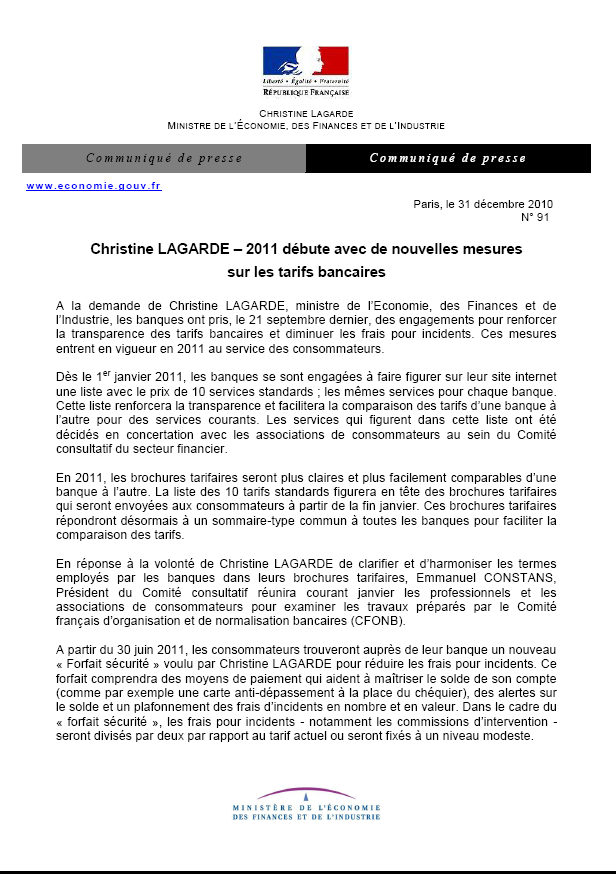 Liberté • Égalité • Fraternité
RÉPUBLIQUE FRANÇAISE
CHRISTINE LAGARDE
MINISTRE DE L'ÉCONOMIE, DES FINANCES ET DE L'INDUSTRIE
Communiqué de presse Communiqué de presse
www.economie.gouv.fr
Paris, le 31 décembre 2010
N° 91
Christine LAGARDE – 2011 débute avec de nouvelles mesures
sur les tarifs bancaires
A la demande de Christine LAGARDE, ministre de l'Economie, des Finances et de
l'Industrie, les banques ont pris, le 21 septembre dernier, des engagements pour renforcer
la transparence des tarifs bancaires et diminuer les frais pour incidents. Ces mesures
entrent en vigueur en 2011 au service des consommateurs.
Dès le 1er janvier 2011, les banques se sont engagées à faire figurer sur leur site internet
une liste avec le prix de 10 services standards ; les mêmes services pour chaque banque.
Cette liste renforcera la transparence et facilitera la comparaison des tarifs d'une banque à
l'autre pour des services courants. Les services qui figurent dans cette liste ont été
décidés en concertation avec les associations de consommateurs au sein du Comité
consultatif du secteur financier.
En 2011, les brochures tarifaires seront plus claires et plus facilement comparables d'une
banque à l'autre. La liste des 10 tarifs standards figurera en tête des brochures tarifaires
qui seront envoyées aux consommateurs à partir de la fin janvier. Ces brochures tarifaires
répondront désormais à un sommaire-type commun à toutes les banques pour faciliter la
comparaison des tarifs.
En réponse à la volonté de Christine LAGARDE de clarifier et d'harmoniser les termes
employés par les banques dans leurs brochures tarifaires, Emmanuel CONSTANS,
Président du Comité consultatif réunira courant janvier les professionnels et les
associations de consommateurs pour examiner les travaux préparés par le Comité
français d'organisation et de normalisation bancaires (CFONB).
A partir du 30 juin 2011, les consommateurs trouveront auprès de leur banque un nouveau
« Forfait sécurité » voulu par Christine LAGARDE pour réduire les frais pour incidents. Ce
forfait comprendra des moyens de paiement qui aident à maîtriser le solde de son compte
(comme par exemple une carte anti-dépassement à la place du chéquier), des alertes sur
le solde et un plafonnement des frais d'incidents en nombre et en valeur. Dans le cadre du
« forfait sécurité », les frais pour incidents - notamment les commissions d'intervention -
seront divisés par deux par rapport au tarif actuel ou seront fixés à un niveau modeste.
MINISTÈRE DE L'ÉCONOMIE
DES FINANCES ET DE L'INDUSTRIE